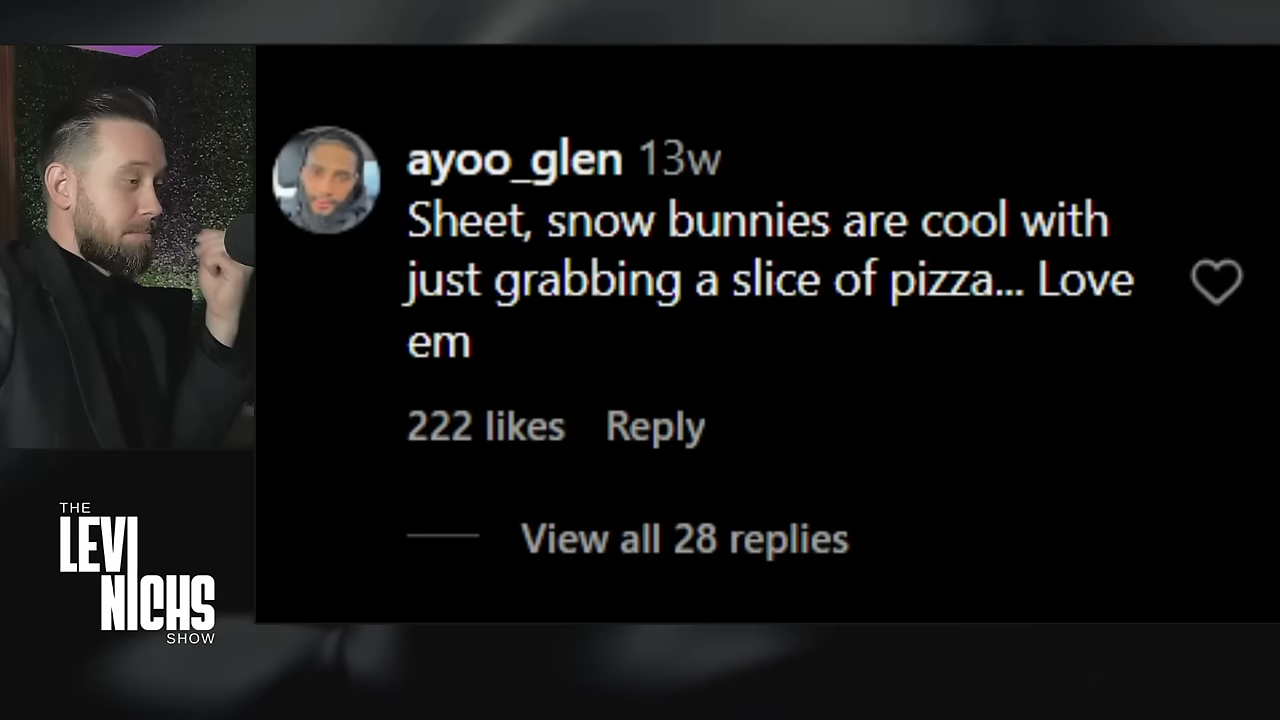 ayoo_glen 13w
Sheet, snow bunnies are cool with
just grabbing a slice of pizza... Love
em
222 likes Reply
View all 28 replies
THE
LEVI
NICHS
SHOW